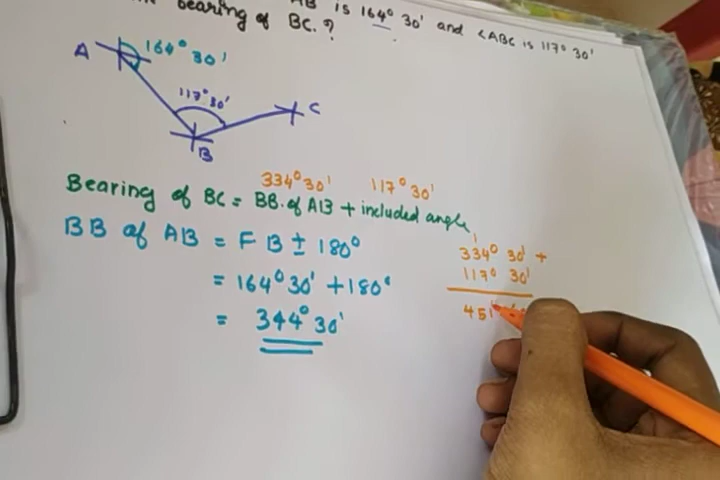 AB is 164° 30' and <ABC is 117° 30'
bearing of BC.?
A 164° 30'
117° 30'
C
B
334° 30' 117° 30'
Bearing of BC = BB. of AB + included angle
BB of AB = FB ± 180°
= 164° 30' + 180°
= 344° 30'
1
334° 30' +
117° 30'
451